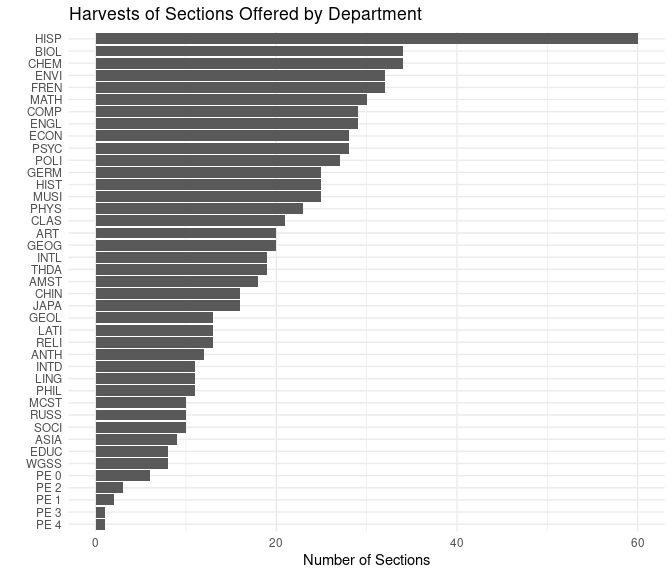 Harvests of Sections Offered by Department
HISP
BIOL
CHEM
ENVI
FREN
MATH
COMP
ENGL
ECON
PSYC
POLI
GERM
HIST
MUSI
PHYS
CLAS
ART
GEOG
INTL
THDA
AMST
CHIN
JAPA
GEOL
LATI
RELI
ANTH
INTD
LING
PHIL
MCST
RUSS
SOCI
ASIA
EDUC
WGSS
PE 0
PE 2
PE 1
PE 3
PE 4
0 20 40 60
Number of Sections